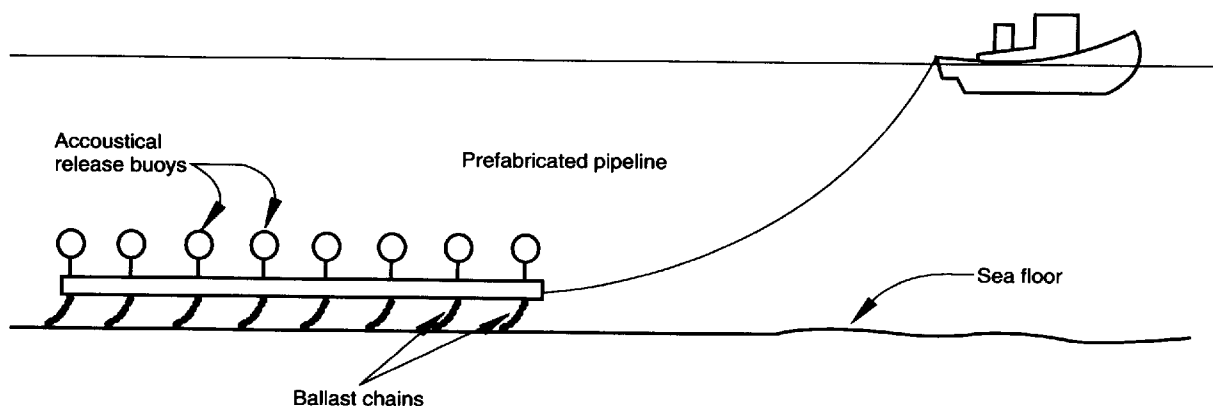 Accoustical
release buoys
Prefabricated pipeline
Sea floor
Ballast chains